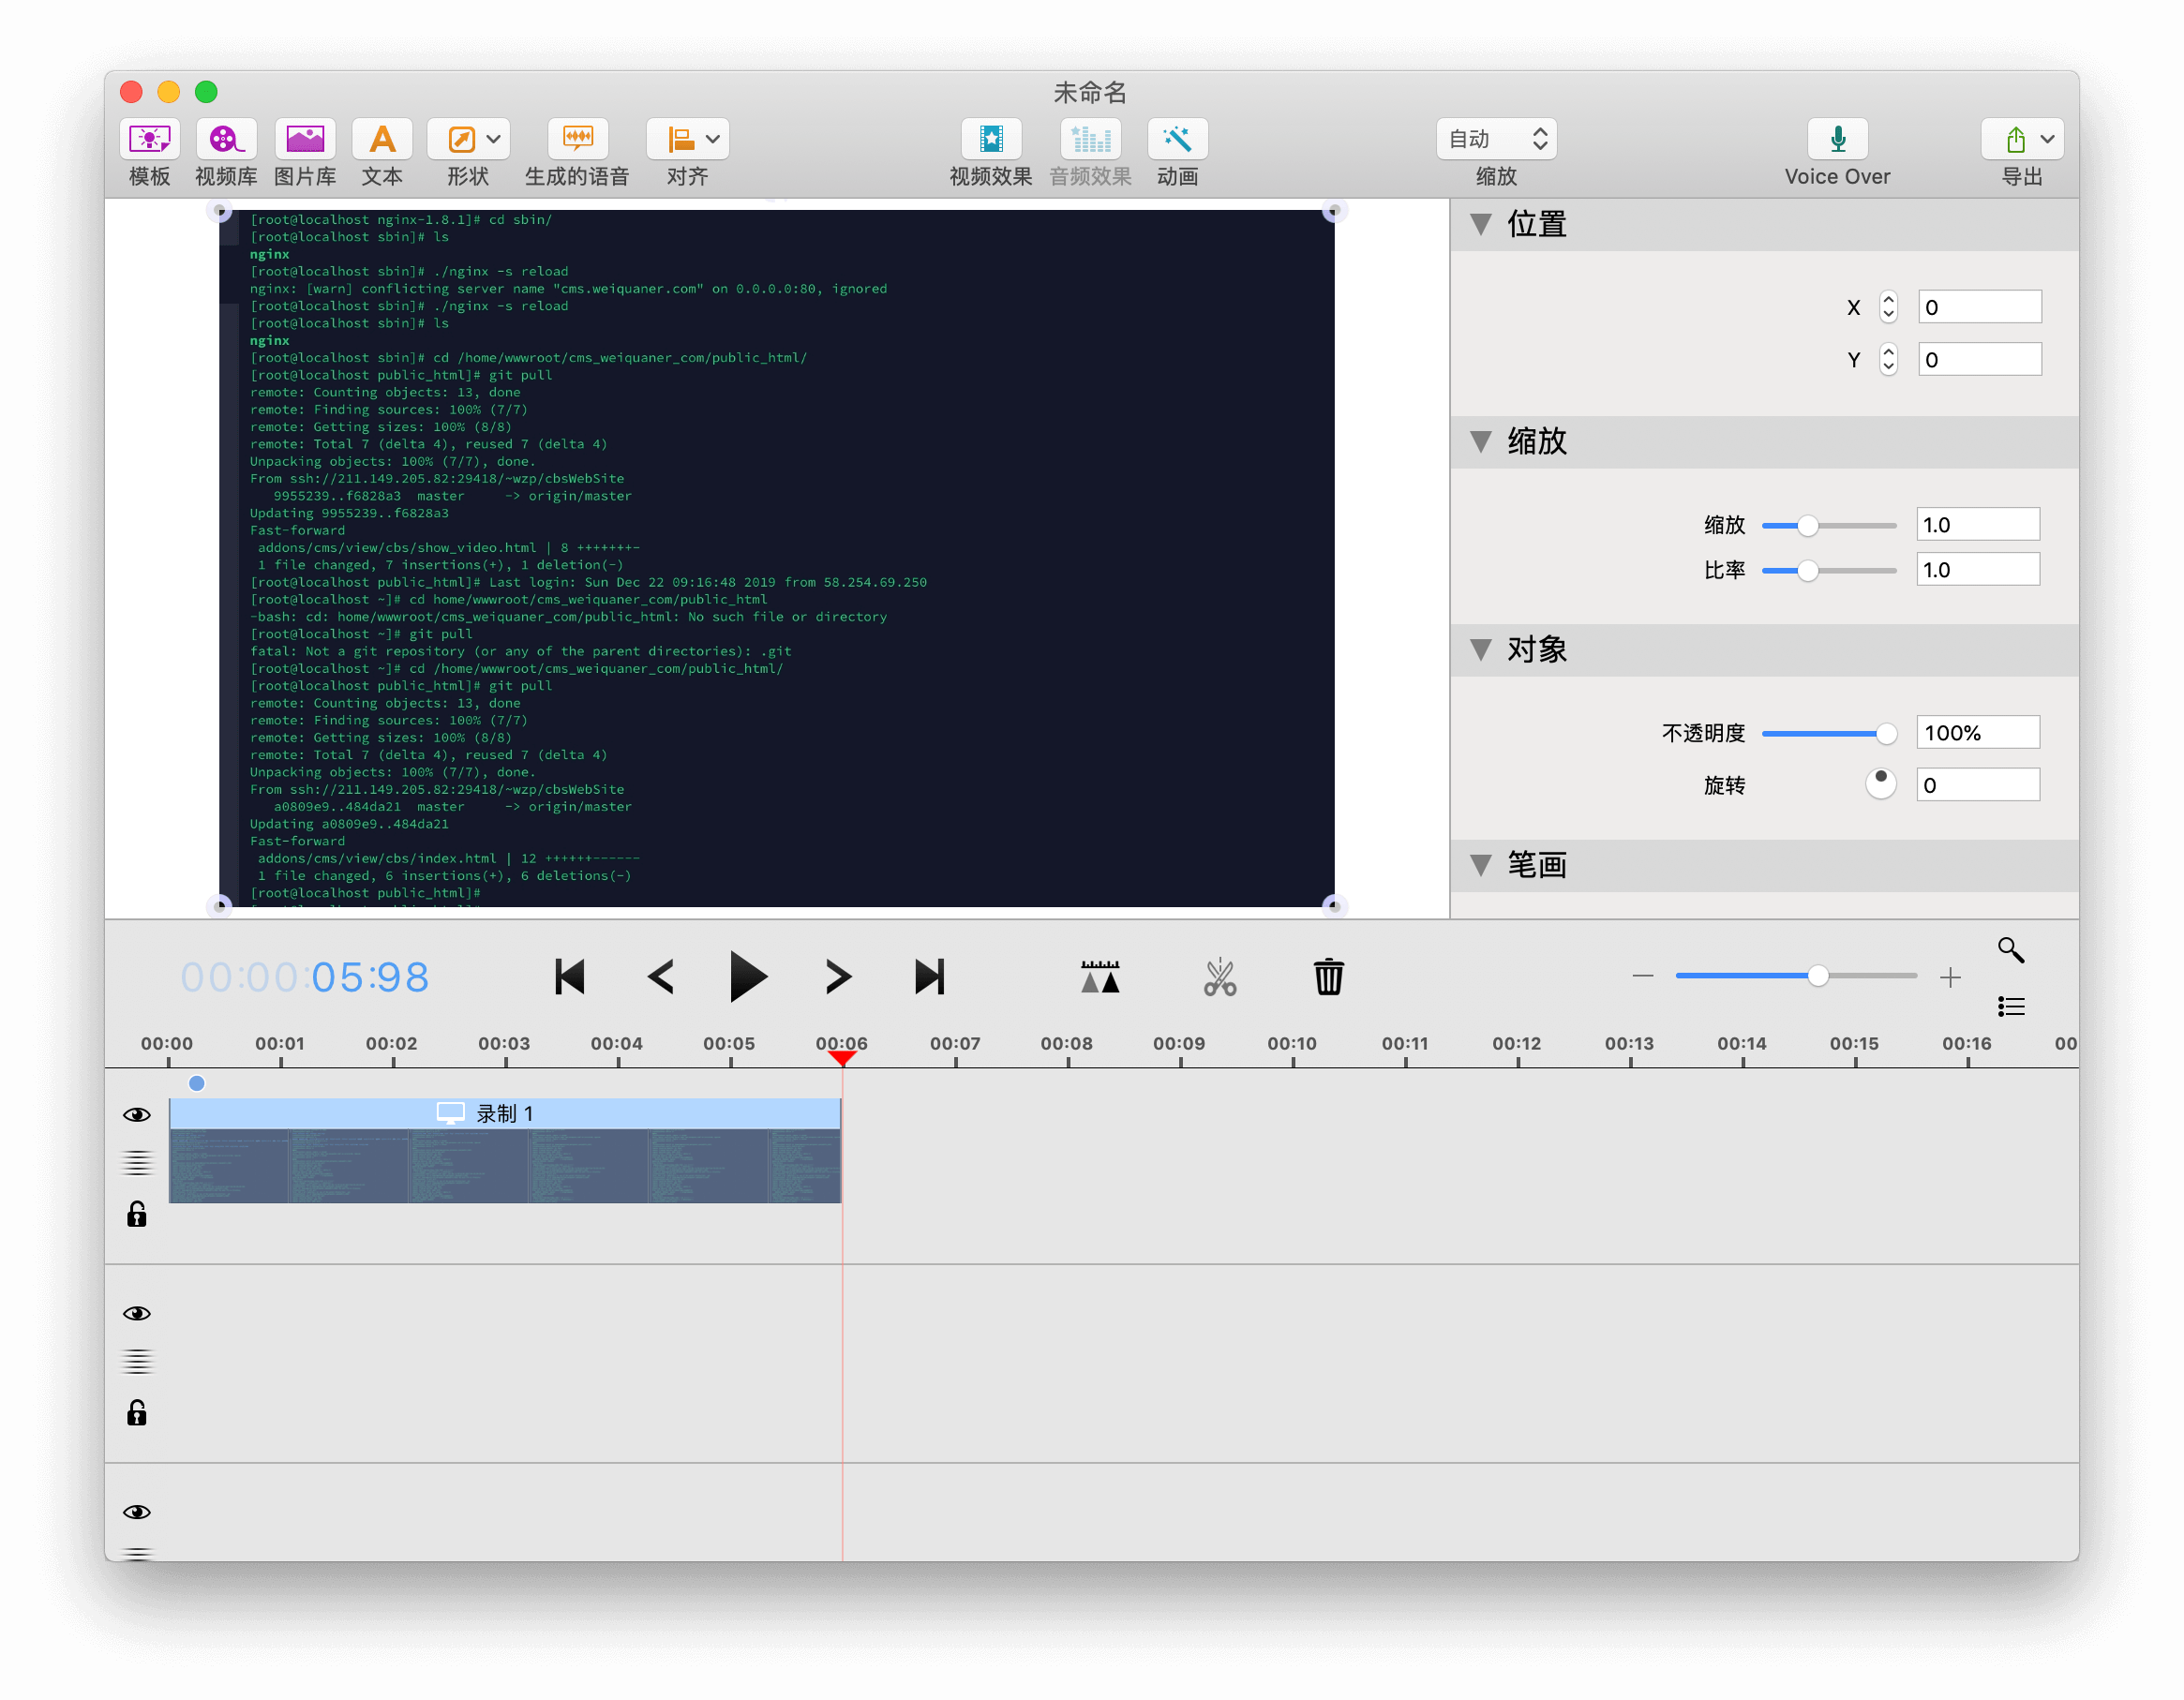 未命名
模板 视频库 图片库 文本 形状 生成的语音 对齐 视频效果 音频效果 动画 自动 缩放 Voice Over 导出
[root@localhost nginx-1.8.1]# cd sbin/
[root@localhost sbin]# ls
nginx
[root@localhost sbin]# ./nginx -s reload
nginx: [warn] conflicting server name "cms.weiquaner.com" on 0.0.0.0:80, ignored
[root@localhost sbin]# ./nginx -s reload
[root@localhost sbin]# ls
nginx
[root@localhost sbin]# cd /home/wwwroot/cms_weiquaner_com/public_html/
[root@localhost public_html]# git pull
remote: Counting objects: 13, done
remote: Finding sources: 100% (7/7)
remote: Getting sizes: 100% (8/8)
remote: Total 7 (delta 4), reused 7 (delta 4)
Unpacking objects: 100% (7/7), done.
From ssh://211.149.205.82:29418/~wzp/cbsWebSite
9955239..f6828a3 master -> origin/master
Updating 9955239..f6828a3
Fast-forward
addons/cms/view/cbs/show_video.html | 8 +++++++-
1 file changed, 7 insertions(+), 1 deletion(-)
[root@localhost public_html]# Last login: Sun Dec 22 09:16:48 2019 from 58.254.69.250
[root@localhost ~]# cd home/wwwroot/cms_weiquaner_com/public_html
-bash: cd: home/wwwroot/cms_weiquaner_com/public_html: No such file or directory
[root@localhost ~]# git pull
fatal: Not a git repository (or any of the parent directories): .git
[root@localhost ~]# cd /home/wwwroot/cms_weiquaner_com/public_html/
[root@localhost public_html]# git pull
remote: Counting objects: 13, done
remote: Finding sources: 100% (7/7)
remote: Getting sizes: 100% (8/8)
remote: Total 7 (delta 4), reused 7 (delta 4)
Unpacking objects: 100% (7/7), done.
From ssh://211.149.205.82:29418/~wzp/cbsWebSite
a0809e9..484da21 master -> origin/master
Updating a0809e9..484da21
Fast-forward
addons/cms/view/cbs/index.html | 12 ++++++------
1 file changed, 6 insertions(+), 6 deletions(-)
[root@localhost public_html]#
位置
X 0
Y 0
缩放
缩放 1.0
比率 1.0
对象
不透明度 100%
旋转 0
笔画
00:00:05:98
00:00 00:01 00:02 00:03 00:04 00:05 00:06 00:07 00:08 00:09 00:10 00:11 00:12 00:13 00:14 00:15 00:16 00
录制 1